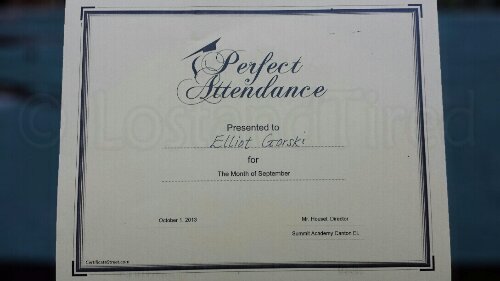 Perfect
Attendance
Presented to
Elliot Gorski
for
The Month of September
October 1, 2013
Mr. Housel, Director
Summit Academy Canton EL
CertificateStreet.com